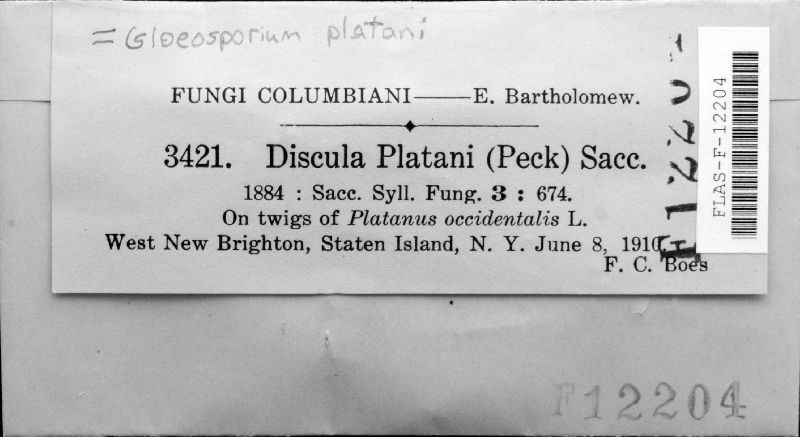 = Gloeosporium platani
FUNGI COLUMBIANI—E. Bartholomew.
3421. Discula Platani (Peck) Sacc.
1884 : Sacc. Syll. Fung. 3 : 674.
On twigs of Platanus occidentalis L.
West New Brighton, Staten Island, N. Y. June 8, 1910.
F. C. Boes
FLAS-F-12204
F12204